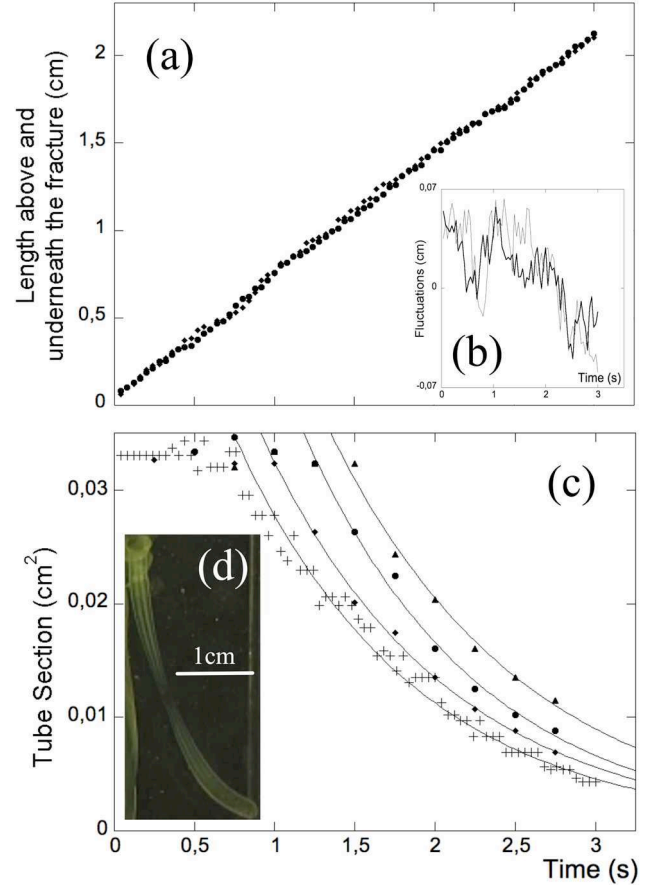 (a)
Length above and
underneath the fracture (cm)
2
1,5
1
0,5
0
(b)
Fluctuations (cm)
0,07
0
-0,07
0
1
2
3
Time (s)
(c)
Tube Section (cm²)
0,03
0,02
0,01
0
(d)
1cm
0
0,5
1
1,5
2
2,5
3
Time (s)